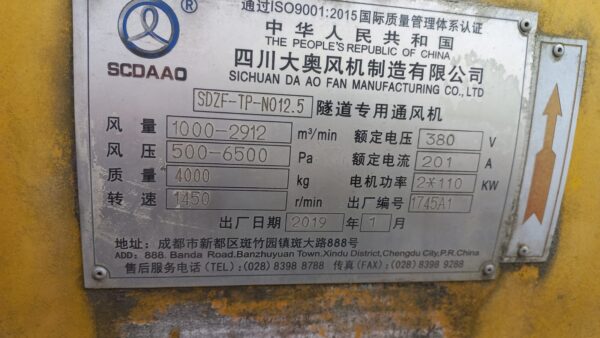 通过ISO9001:2015国际质量管理体系认证
®
SCDAAO
中华人民共和国
THE PEOPLE'S REPUBLIC OF CHINA
四川大奥风机制造有限公司
SICHUAN DA AO FAN MANUFACTURING CO.,LTD
SDZF-TP-NO12.5 隧道专用通风机
风量 1000-2912 m³/min 额定电压 380 V
风压 500-6500 Pa 额定电流 201 A
质量 4000 kg 电机功率 2*110 KW
转速 1450 r/min 出厂编号 1745A1
出厂日期 2019 年 1 月
地址: 成都市新都区斑竹园镇斑大路888号
ADD: 888. Banda Road.Banzhuyuan Town.Xindu District,Chengdu City,P.R.China
售后服务电话 (TEL) : (028) 8398 8788 传真 (FAX) : (028) 8398 9288